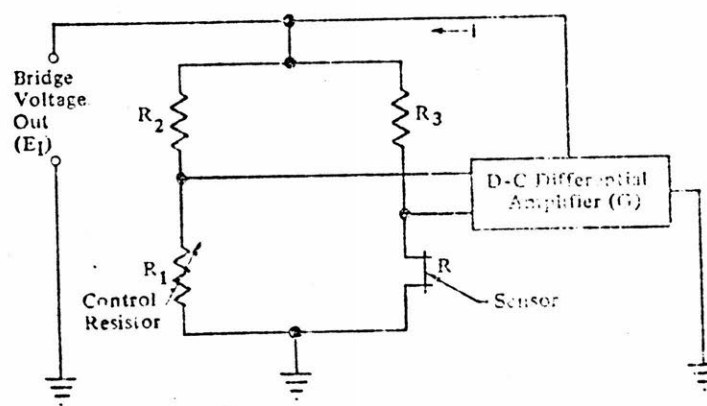 i
Bridge
Voltage
Out
(E_I)
R_2
R_3
D-C Differential
Amplifier (G)
R_1
Control
Resistor
R
Sensor